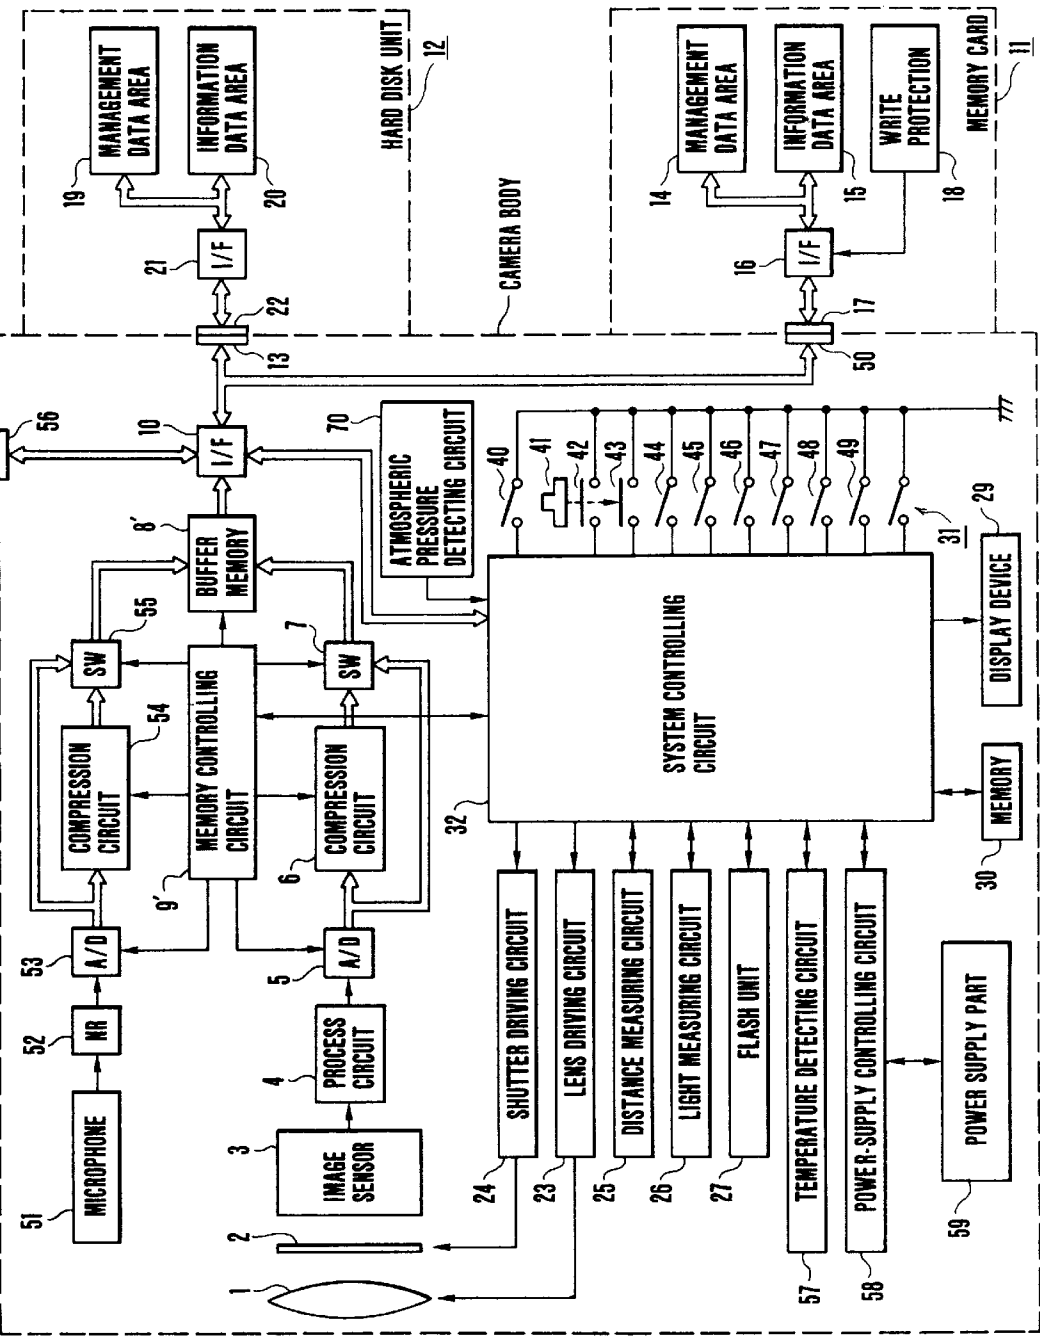 51
MICROPHONE
52
NR
53
A/D
COMPRESSION
CIRCUIT
54
SW
55
56
9'
MEMORY CONTROLLING
CIRCUIT
8'
BUFFER
MEMORY
10
I/F
1
2
3
IMAGE
SENSOR
4
PROCESS
CIRCUIT
5
A/D
6
COMPRESSION
CIRCUIT
7
SW
70
ATMOSPHERIC
PRESSURE
DETECTING CIRCUIT
13
22
21
I/F
19
MANAGEMENT
DATA AREA
INFORMATION
DATA AREA
20
HARD DISK UNIT
12
CAMERA BODY
24
SHUTTER DRIVING CIRCUIT
23
LENS DRIVING CIRCUIT
25
DISTANCE MEASURING CIRCUIT
26
LIGHT MEASURING CIRCUIT
27
FLASH UNIT
57
TEMPERATURE DETECTING CIRCUIT
58
POWER-SUPPLY CONTROLLING CIRCUIT
59
POWER SUPPLY PART
32
SYSTEM CONTROLLING
CIRCUIT
30
MEMORY
29
DISPLAY DEVICE
40
41
42
43
44
45
46
47
48
49
31
50
17
16
I/F
14
MANAGEMENT
DATA AREA
INFORMATION
DATA AREA
15
WRITE
PROTECTION
18
MEMORY CARD
11